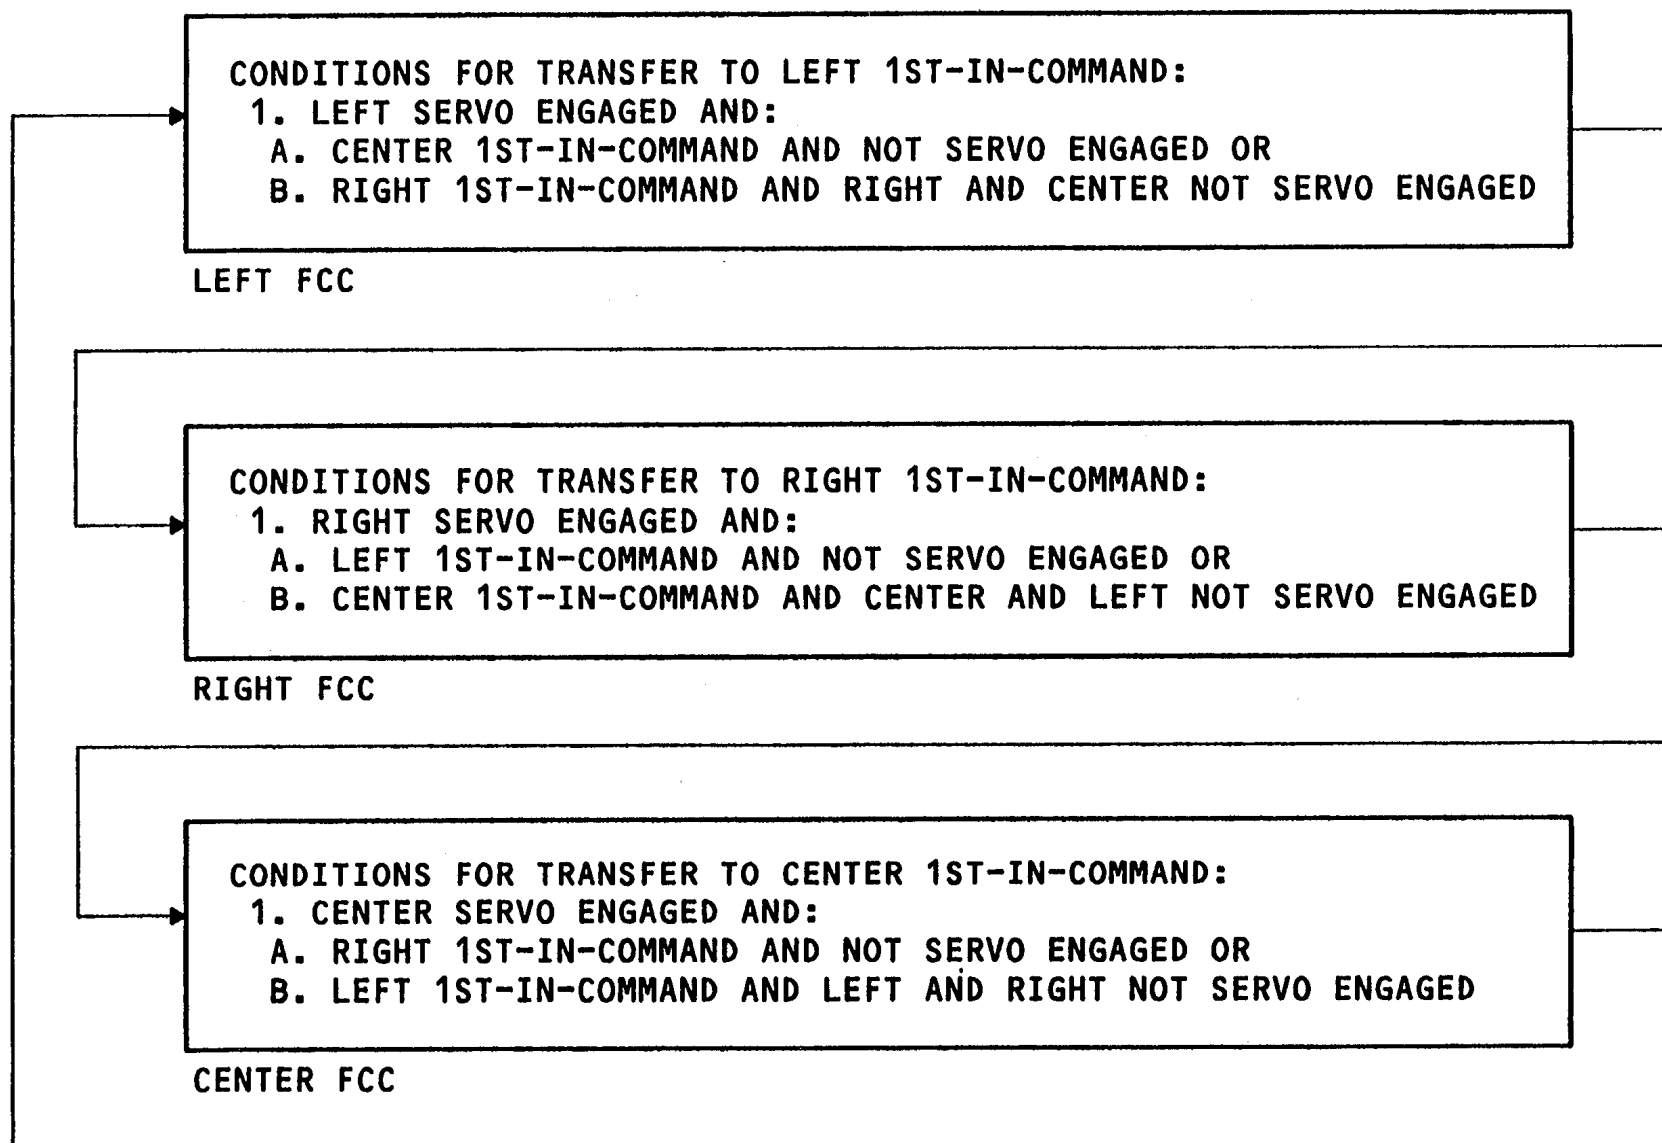 CONDITIONS FOR TRANSFER TO LEFT 1ST-IN-COMMAND:
1. LEFT SERVO ENGAGED AND:
A. CENTER 1ST-IN-COMMAND AND NOT SERVO ENGAGED OR
B. RIGHT 1ST-IN-COMMAND AND RIGHT AND CENTER NOT SERVO ENGAGED
LEFT FCC
CONDITIONS FOR TRANSFER TO RIGHT 1ST-IN-COMMAND:
1. RIGHT SERVO ENGAGED AND:
A. LEFT 1ST-IN-COMMAND AND NOT SERVO ENGAGED OR
B. CENTER 1ST-IN-COMMAND AND CENTER AND LEFT NOT SERVO ENGAGED
RIGHT FCC
CONDITIONS FOR TRANSFER TO CENTER 1ST-IN-COMMAND:
1. CENTER SERVO ENGAGED AND:
A. RIGHT 1ST-IN-COMMAND AND NOT SERVO ENGAGED OR
B. LEFT 1ST-IN-COMMAND AND LEFT AND RIGHT NOT SERVO ENGAGED
CENTER FCC